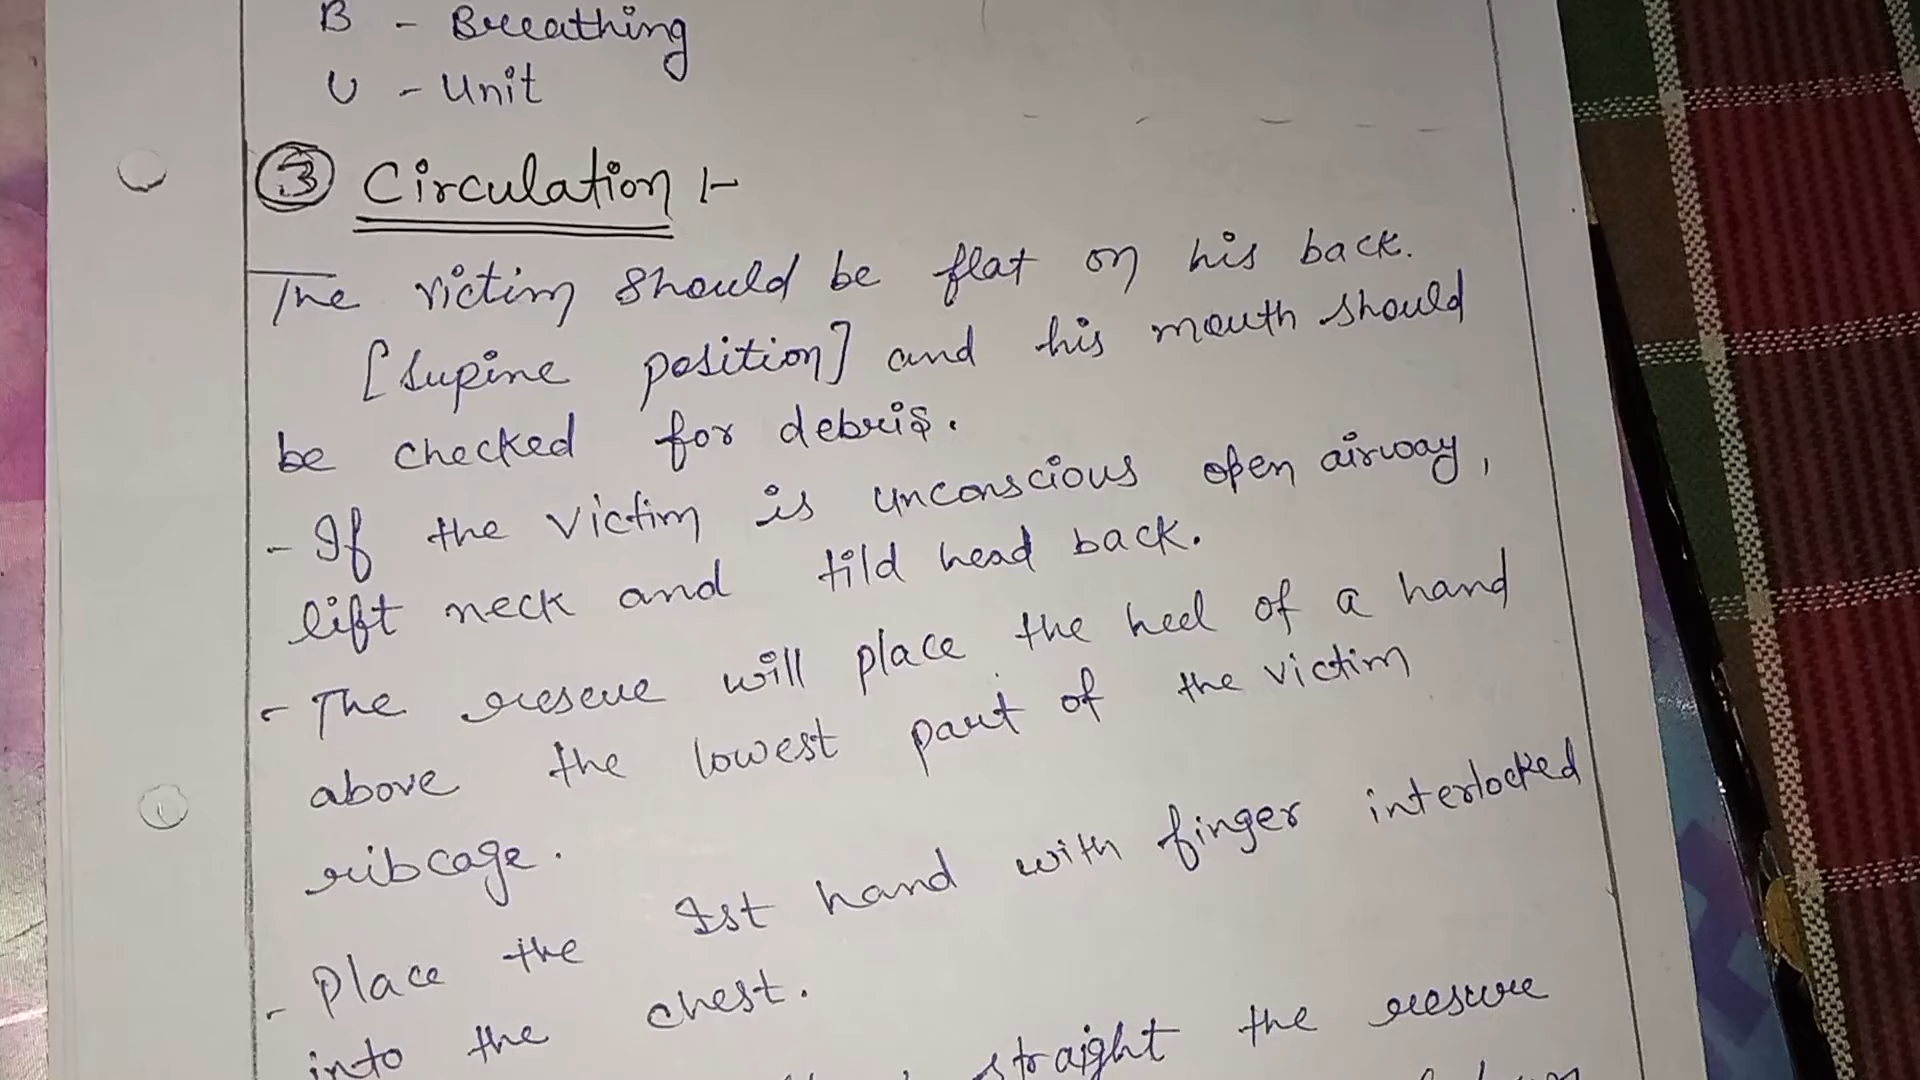 B - Breathing
U - Unit
③ Circulation :-
The victim should be flat on his back.
[supine position] and his mouth should
be checked for debris.
- If the victim is unconscious open airway,
lift neck and tild head back.
- The reseue will place the heel of a hand
above the lowest part of the victim
ribcage.
- Place the Ist hand with finger interlocked
into the chest.
straight the resure